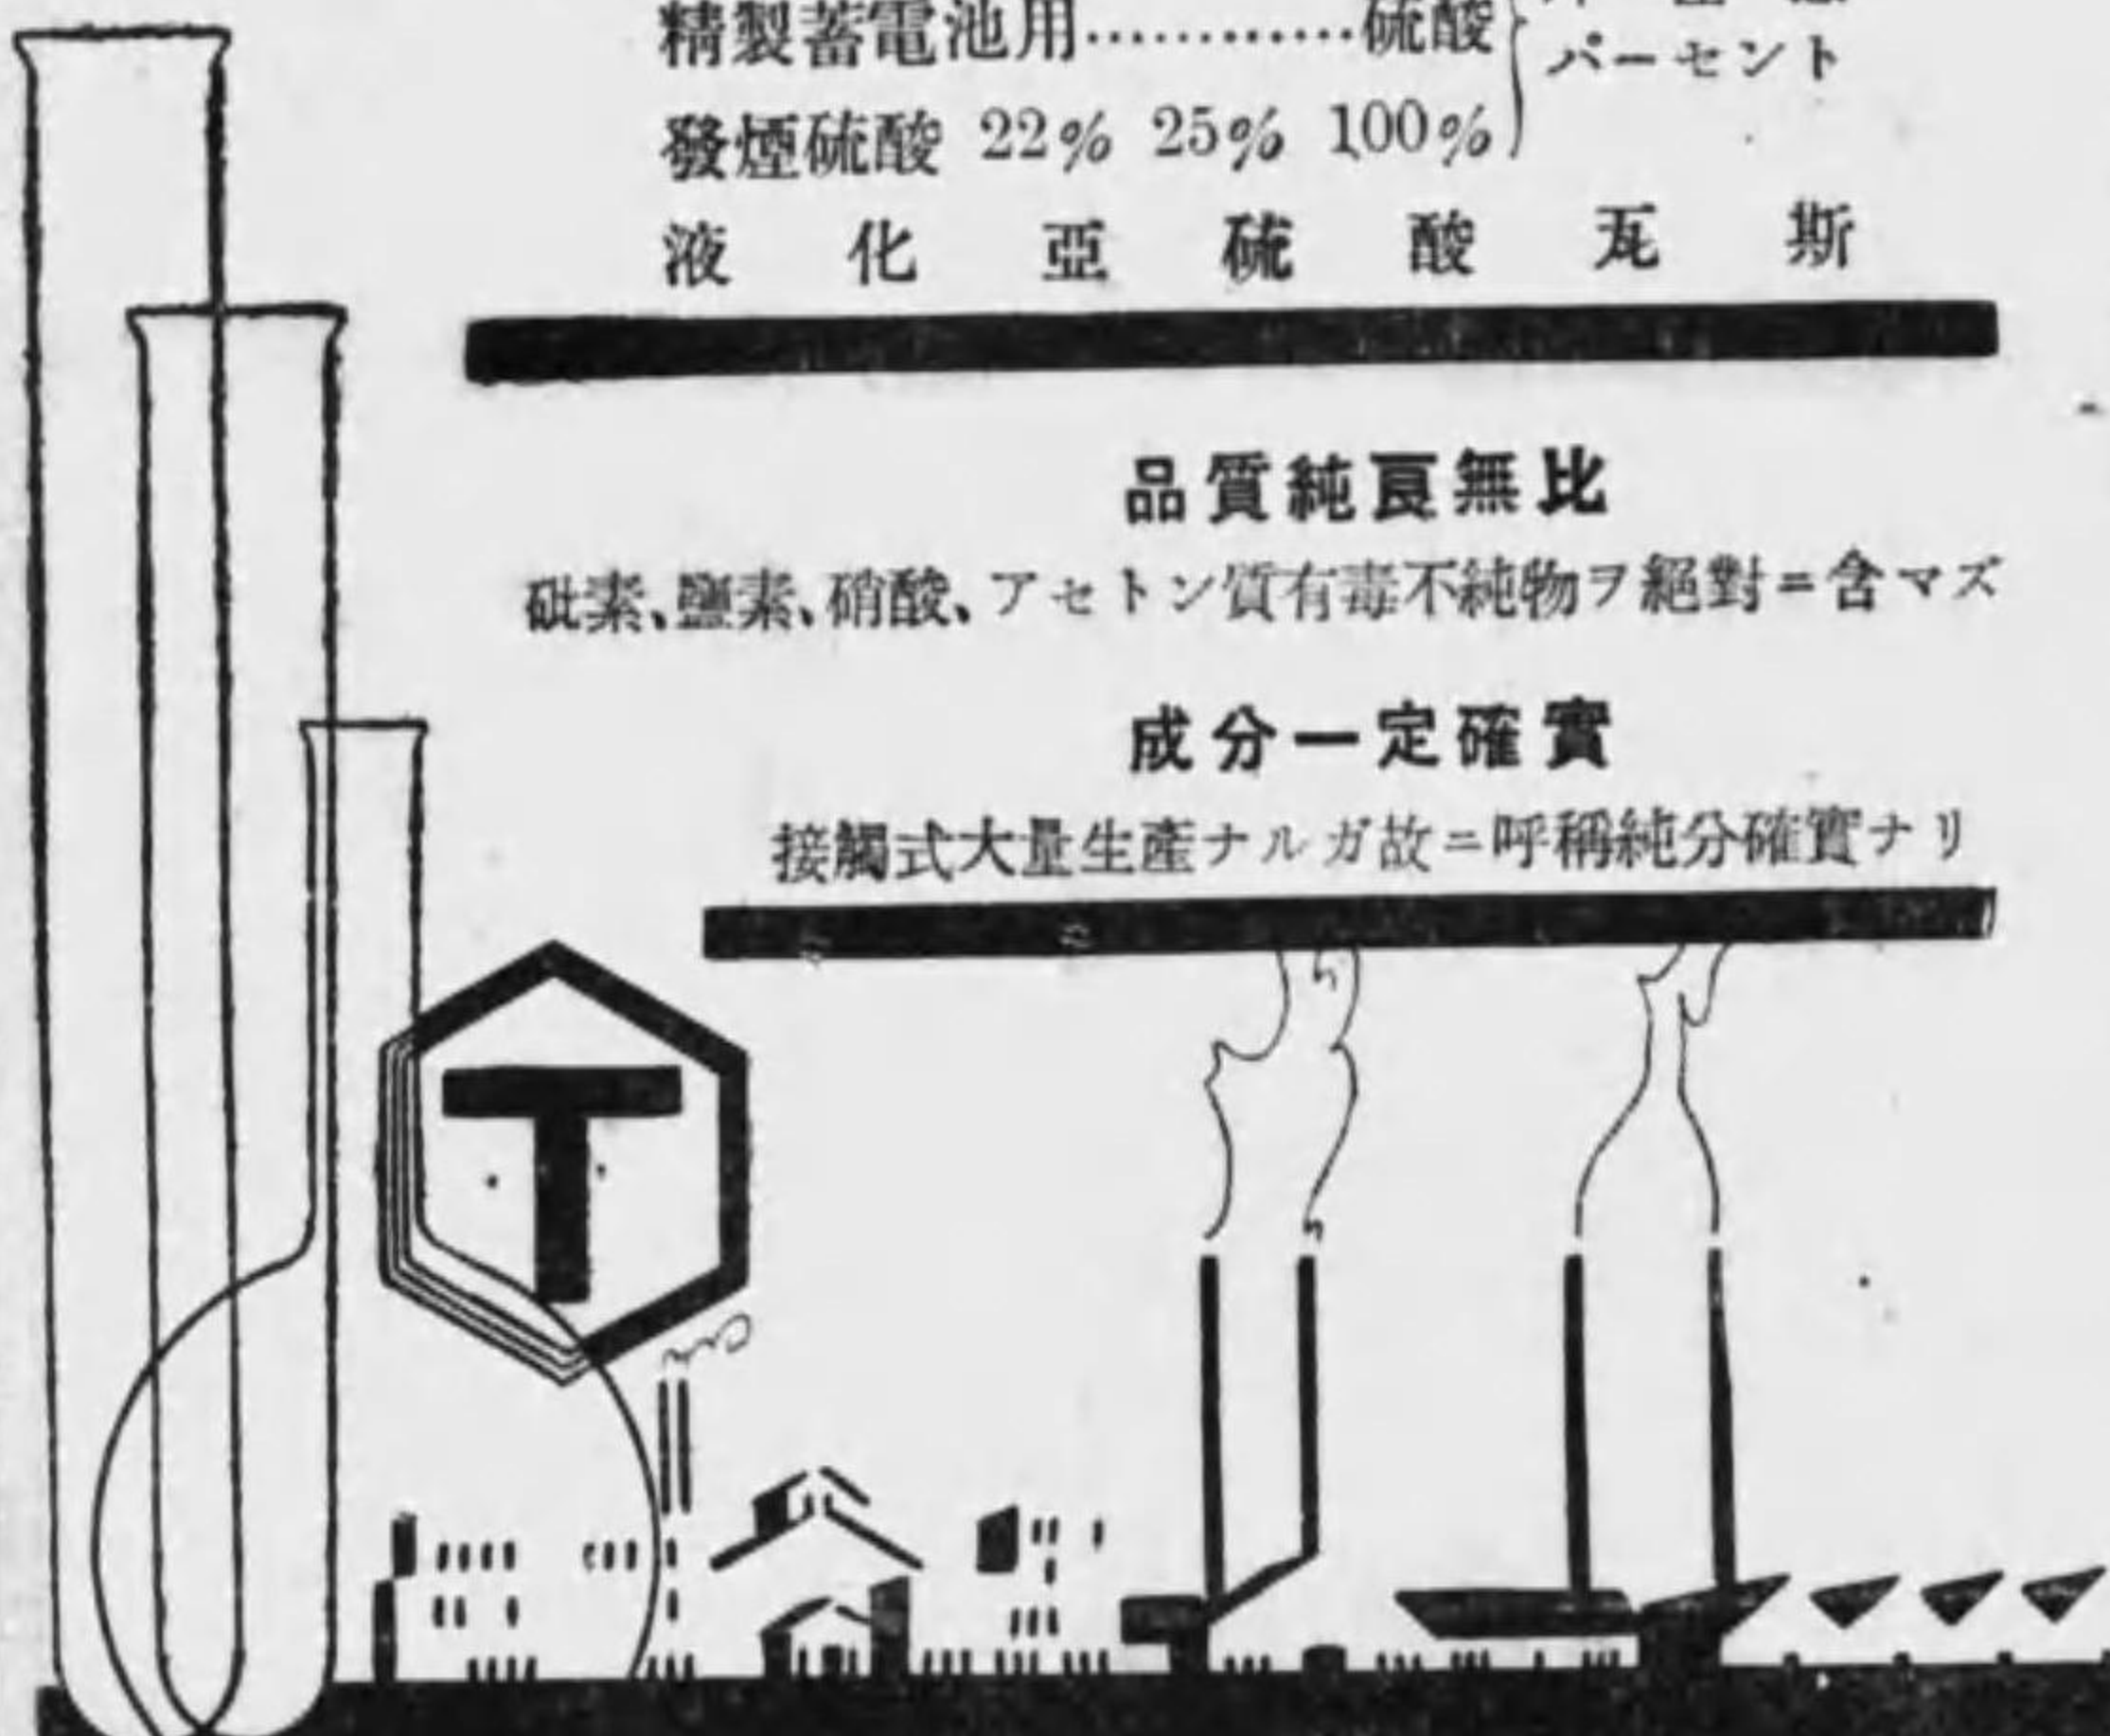 精製蓄電池用…………硫酸
パーセント
發煙硫酸 22% 25% 100%
液化亞硫酸瓦斯
品質純良無比
砒素、鹽素、硝酸、アセトン質有毒不純物ヲ絕對ニ含マズ
成分一定確實
接觸式大量生產ナルガ故ニ呼稱純分確實ナリ
T